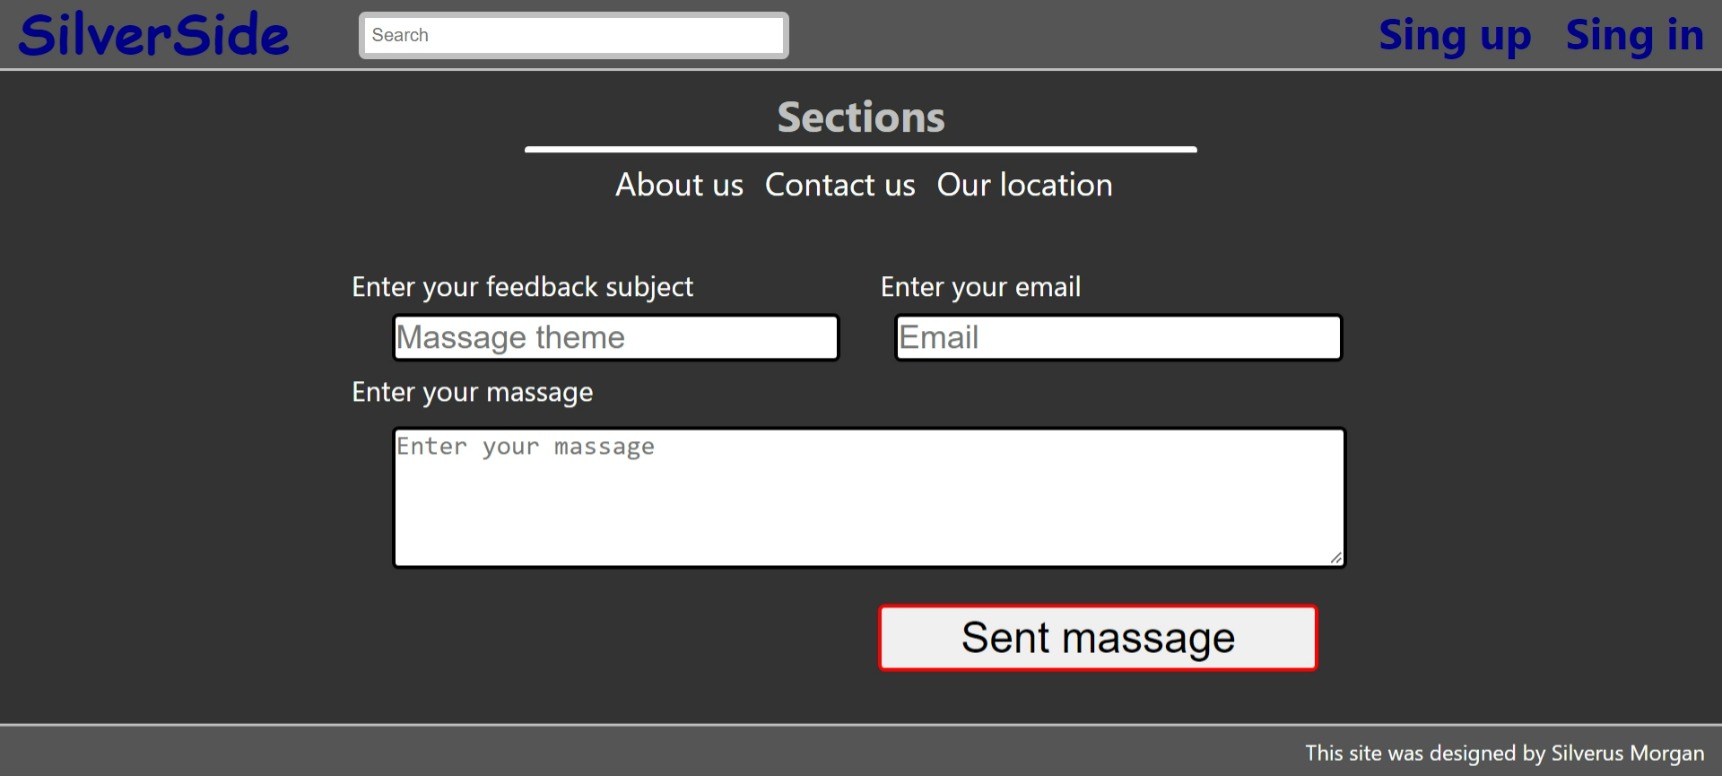 SilverSide Search Sing up Sing in
Sections
About us Contact us Our location
Enter your feedback subject Enter your email
Massage theme Email
Enter your massage
Enter your massage
Sent massage
This site was designed by Silverus Morgan